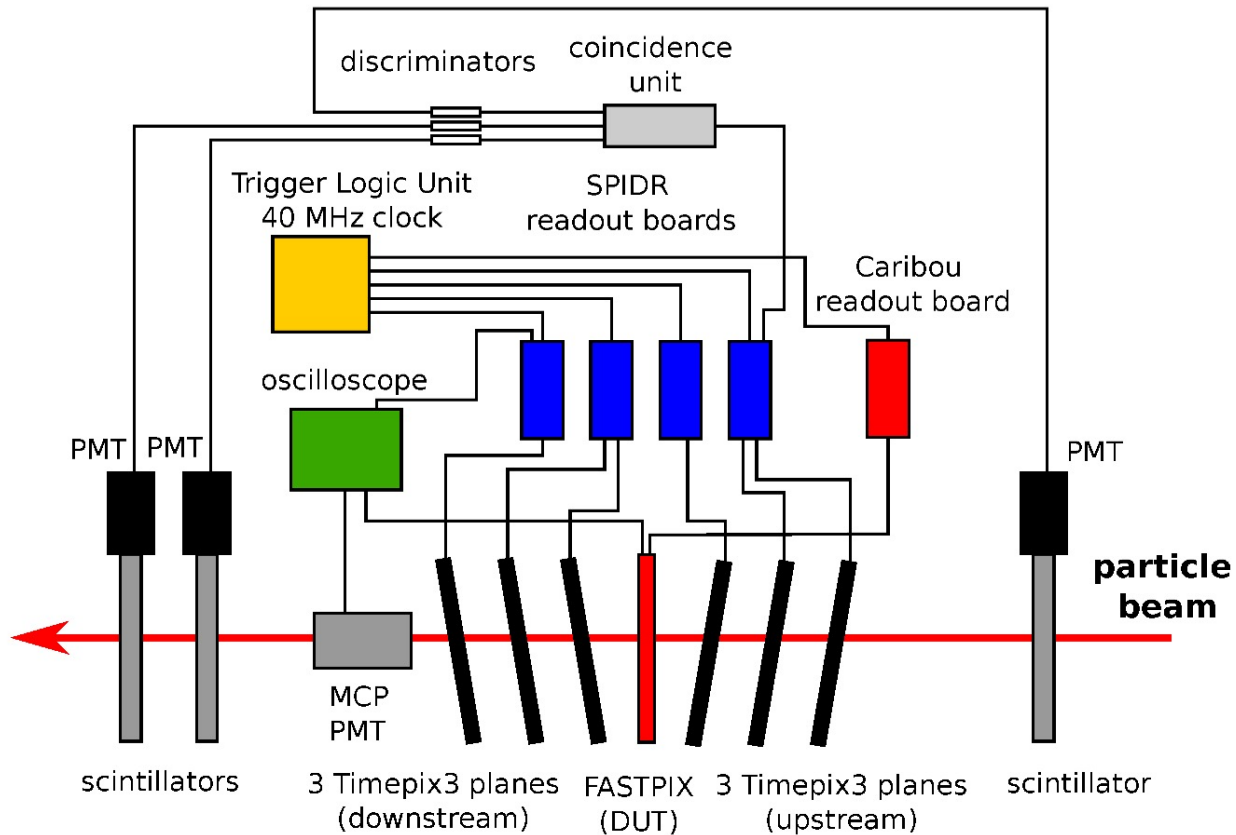 discriminators
coincidence
unit
Trigger Logic Unit
40 MHz clock
SPIDR
readout boards
Caribou
readout board
oscilloscope
PMT
PMT
PMT
particle
beam
MCP
PMT
scintillators
3 Timepix3 planes
(downstream)
FASTPIX
(DUT)
3 Timepix3 planes
(upstream)
scintillator